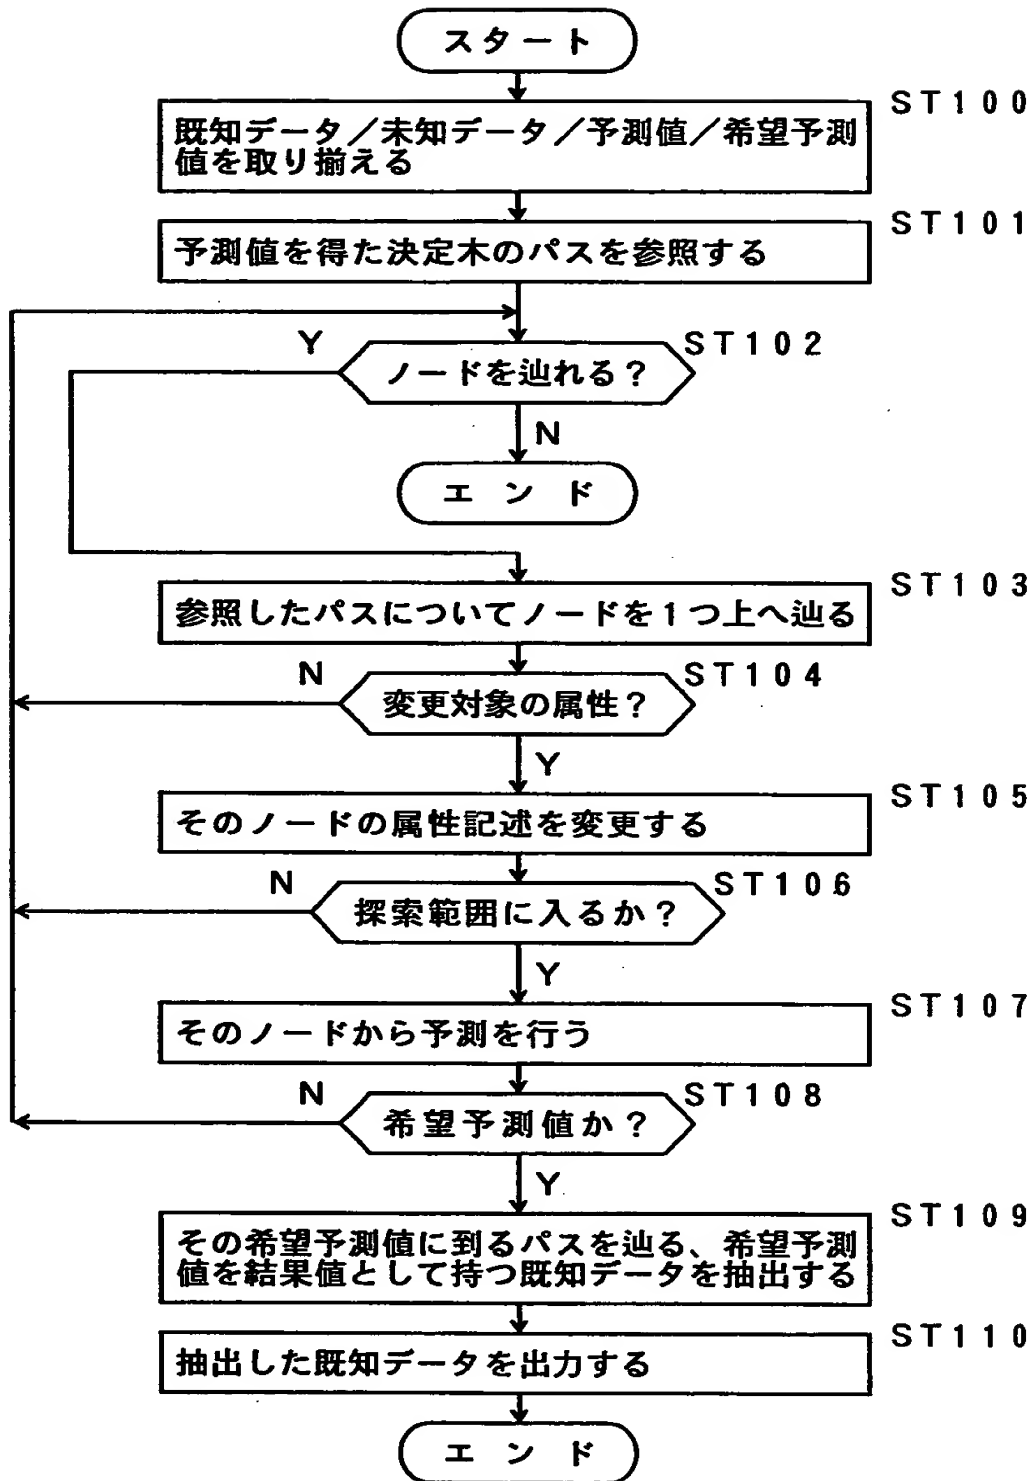 スタート
ST100
既知データ/未知データ/予測値/希望予測
値を取り揃える
ST101
予測値を得た決定木のパスを参照する
Y
ST102
ノードを辿れる?
N
エンド
ST103
参照したパスについてノードを1つ上へ辿る
N
ST104
変更対象の属性?
Y
ST105
そのノードの属性記述を変更する
N
ST106
探索範囲に入るか?
Y
ST107
そのノードから予測を行う
N
ST108
希望予測値か?
Y
ST109
その希望予測値に到るパスを辿る、希望予測
値を結果値として持つ既知データを抽出する
ST110
抽出した既知データを出力する
エンド